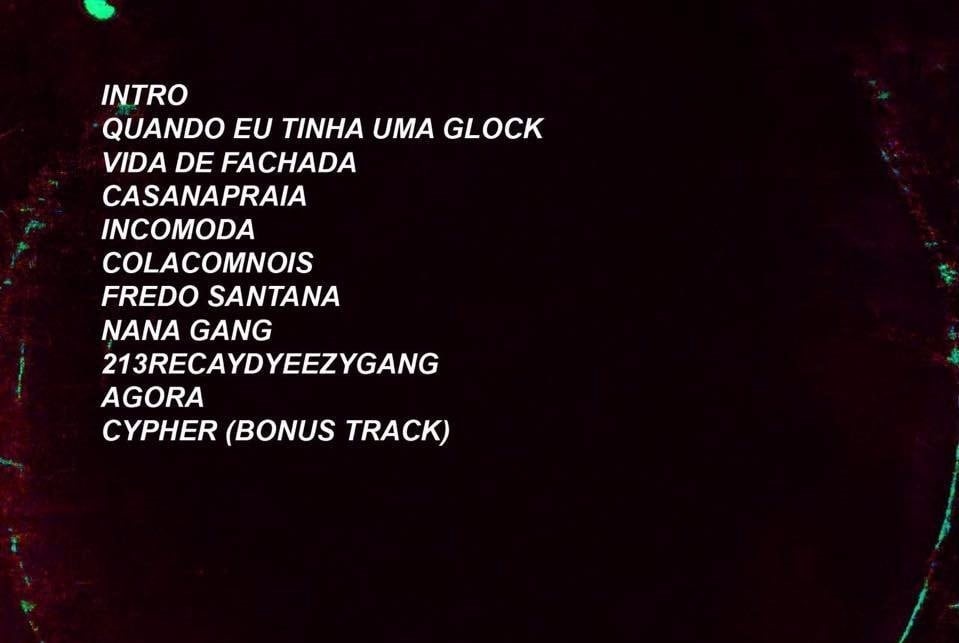 INTRO
QUANDO EU TINHA UMA GLOCK
VIDA DE FACHADA
CASANAPRAIA
INCOMODA
COLACOMNOIS
FREDO SANTANA
NANA GANG
213RECAYDYEEZYGANG
AGORA
CYPHER (BONUS TRACK)